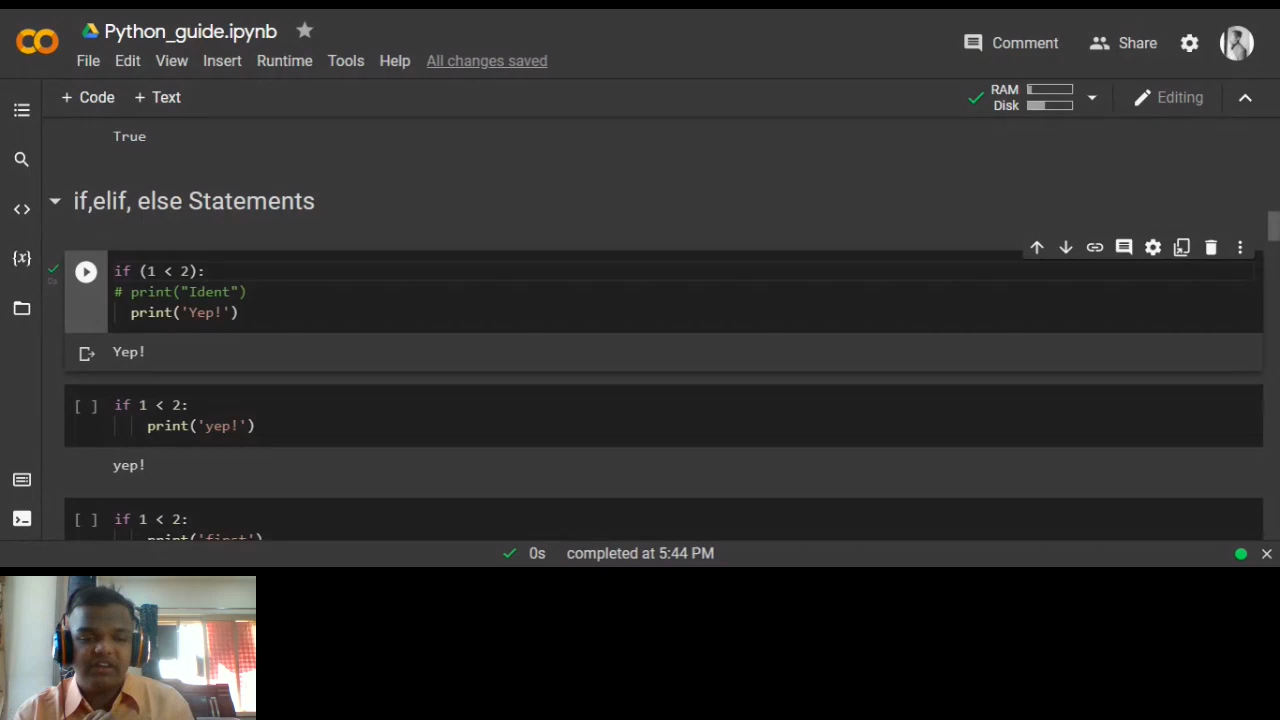 Python_guide.ipynb
Comment
Share
File Edit View Insert Runtime Tools Help All changes saved
+ Code + Text
RAM
Disk
Editing
True
if,elif, else Statements
if (1 < 2):
# print("Ident")
print('Yep!')
0s
Yep!
[ ] if 1 < 2:
print('yep!')
yep!
[ ] if 1 < 2:
print('first')
0s completed at 5:44 PM